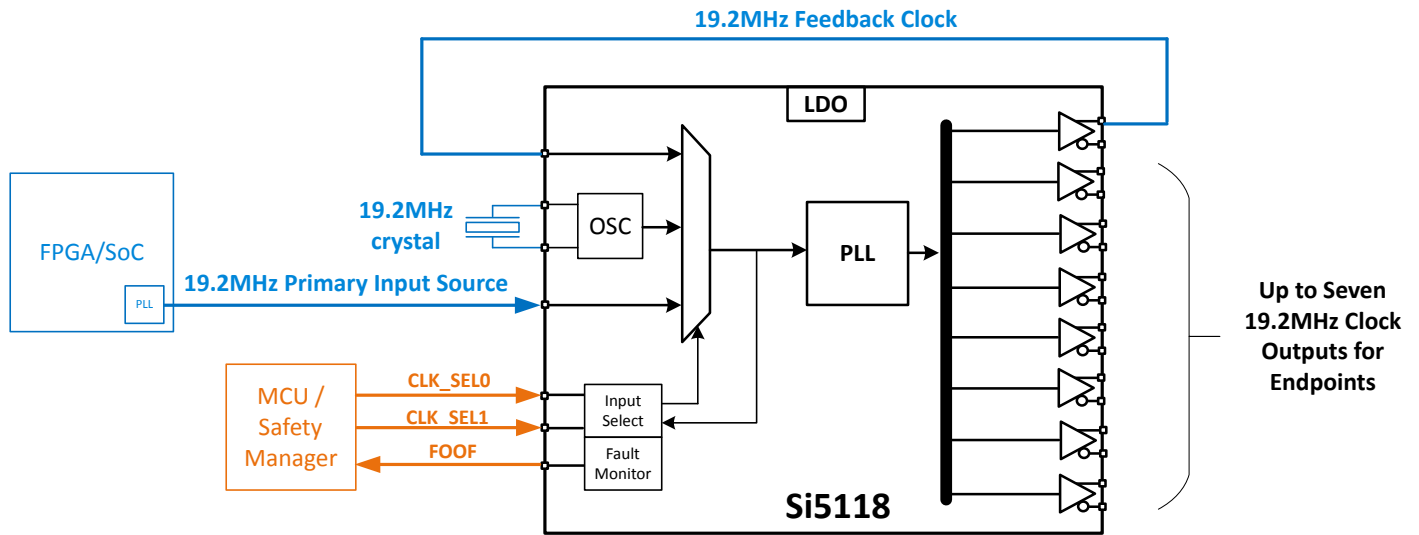 19.2MHz Feedback Clock
LDO
FPGA/SoC
PLL
19.2MHz
crystal
OSC
PLL
19.2MHz Primary Input Source
Up to Seven
19.2MHz Clock
Outputs for
Endpoints
MCU /
Safety
Manager
CLK_SEL0
CLK_SEL1
FOOF
Input
Select
Fault
Monitor
Si5118